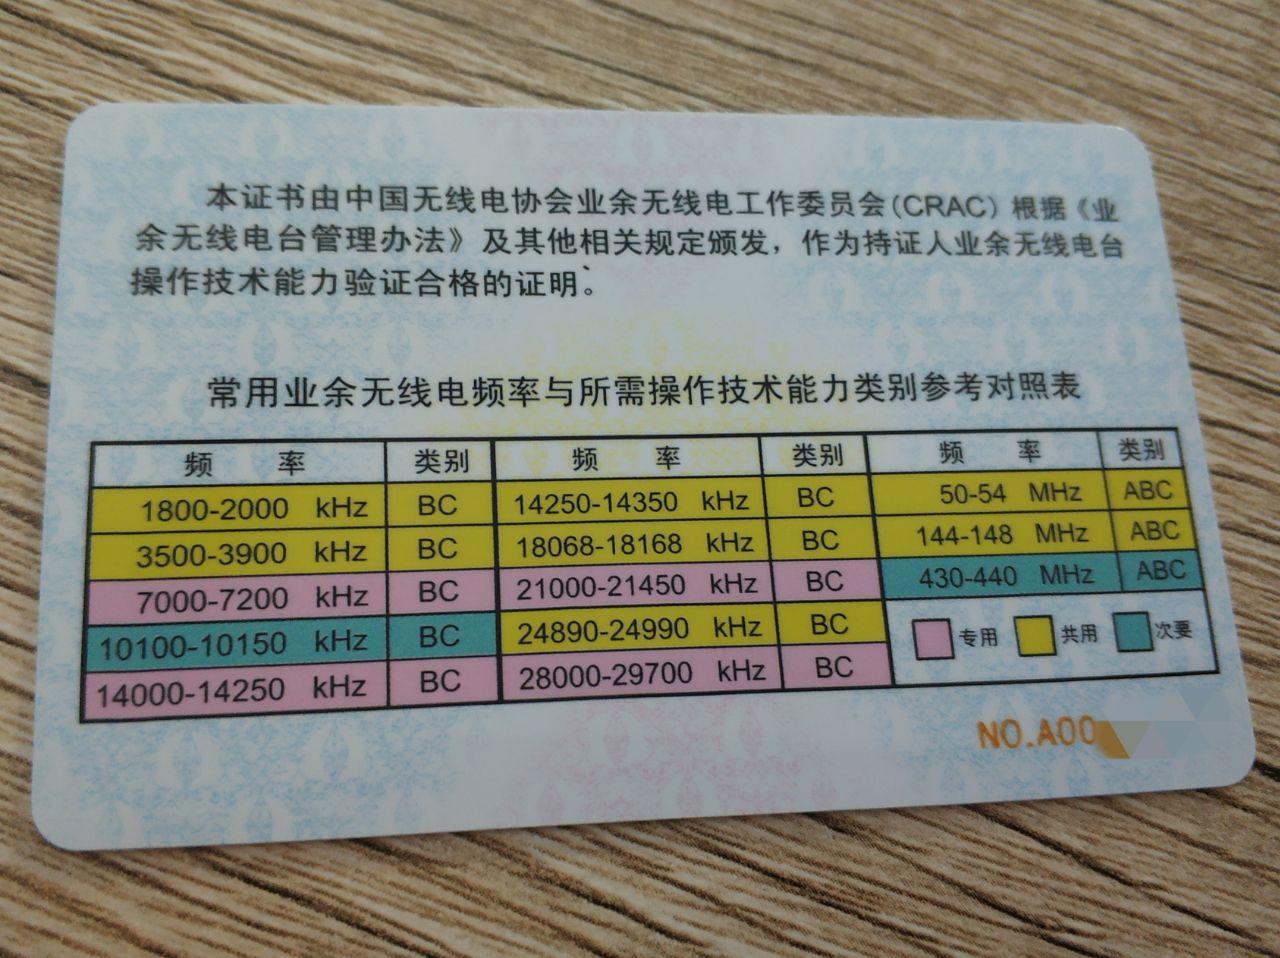 本证书由中国无线电协会业余无线电工作委员会(CRAC)根据《业
余无线电台管理办法》及其他相关规定颁发，作为持证人业余无线电台
操作技术能力验证合格的证明。
常用业余无线电频率与所需操作技术能力类别参考对照表
频 率 类别 频 率 类别 频 率 类别
1800-2000 kHz BC 14250-14350 kHz BC 50-54 MHz ABC
3500-3900 kHz BC 18068-18168 kHz BC 144-148 MHz ABC
7000-7200 kHz BC 21000-21450 kHz BC 430-440 MHz ABC
10100-10150 kHz BC 24890-24990 kHz BC 专用 共用 次要
14000-14250 kHz BC 28000-29700 kHz BC
NO.A00